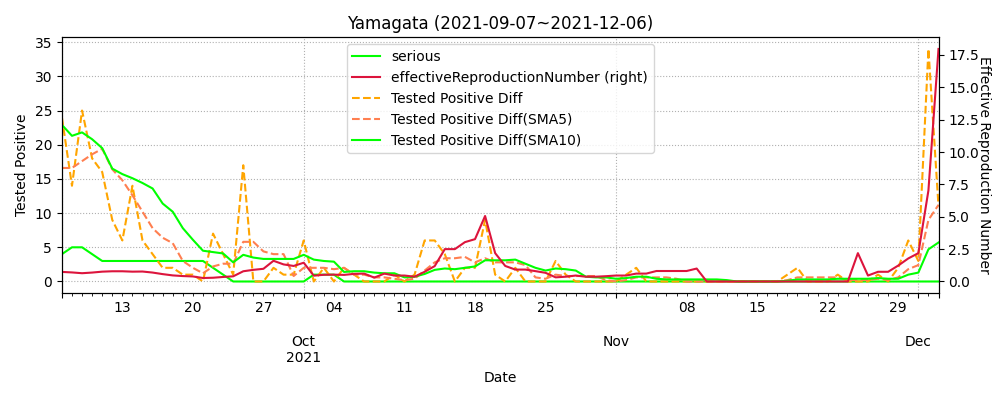 Yamagata (2021-09-07~2021-12-06)
serious
effectiveReproductionNumber (right)
Tested Positive Diff
Tested Positive Diff(SMA5)
Tested Positive Diff(SMA10)
Tested Positive
35
30
25
20
15
10
5
0
17.5
15.0
12.5
10.0
7.5
5.0
2.5
0.0
Effective Reproduction Number
13 20 27 04 11 18 25 08 15 22 29
Oct Nov Dec
2021
Date